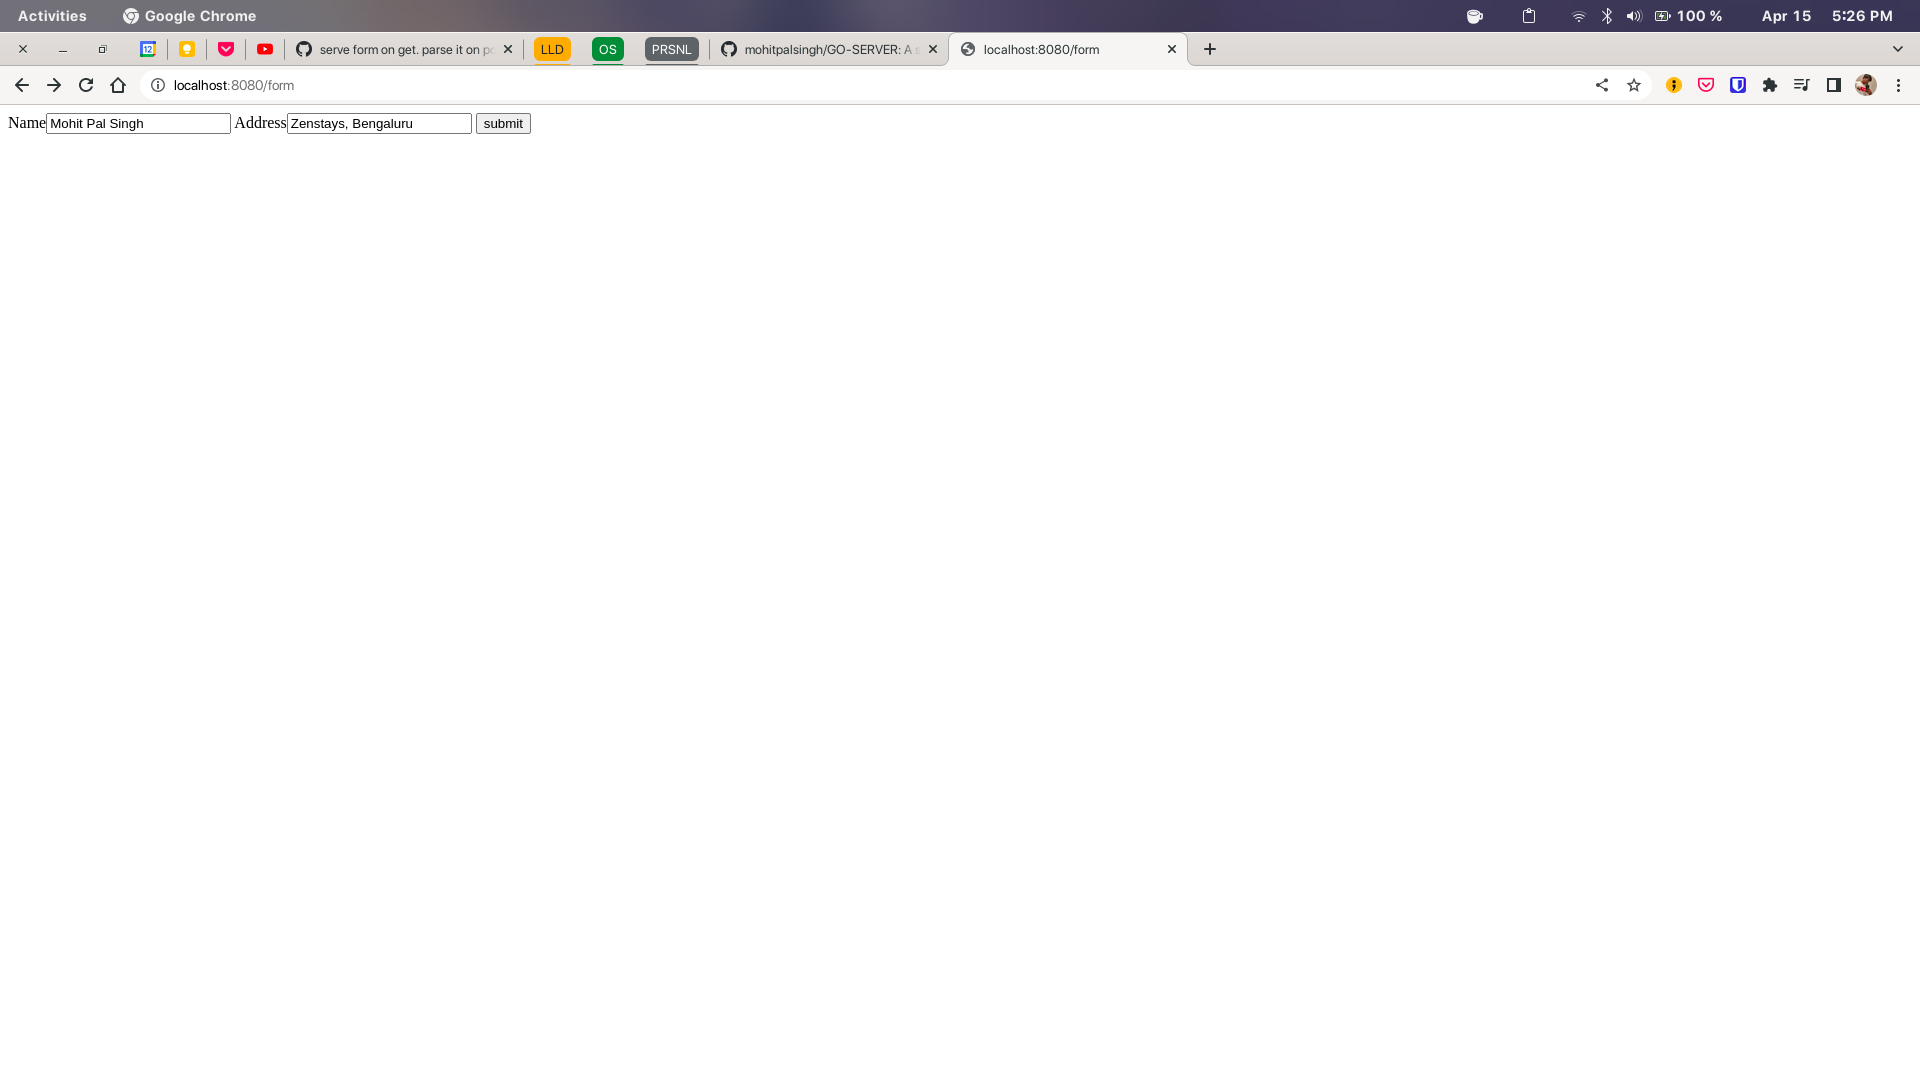 Activities Google Chrome 100 % Apr 15 5:26 PM
12 serve form on get. parse it on po LLD OS PRSNL mohitpalsingh/GO-SERVER: A s localhost:8080/form
localhost:8080/form
Name Mohit Pal Singh Address Zenstays, Bengaluru submit